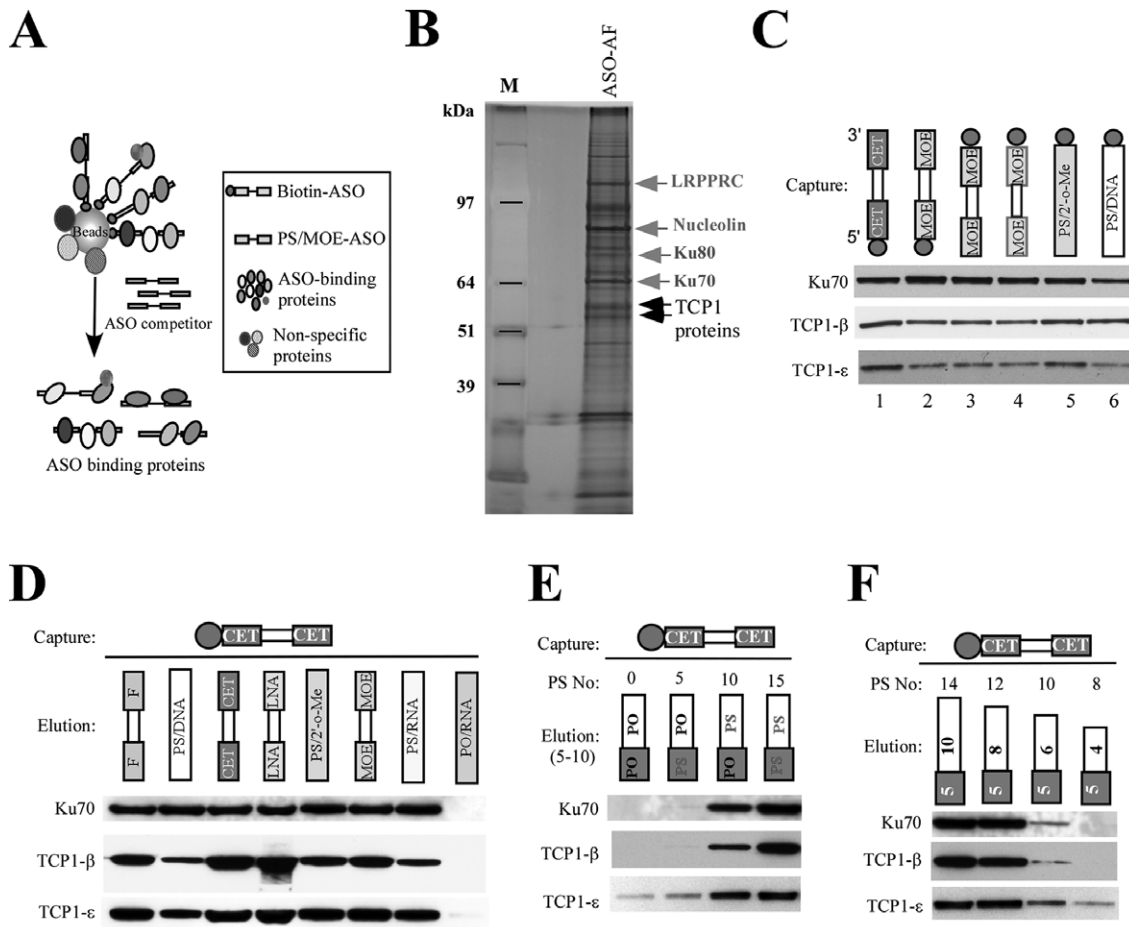 A
Beads
ASO competitor
ASO binding proteins
Biotin-ASO
PS/MOE-ASO
ASO-binding
proteins
Non-specific
proteins
B
M
ASO-AF
kDa
97
64
51
39
LRPPRC
Nucleolin
Ku80
Ku70
TCP1
proteins
C
3'
Capture:
5'
CET
CET
MOE
MOE
MOE
MOE
MOE
MOE
PS/2'-o-Me
PS/DNA
Ku70
TCP1-β
TCP1-ε
1 2 3 4 5 6
D
Capture:
CET CET
Elution:
F
F
PS/DNA
CET
CET
LNA
LNA
PS/2'-o-Me
MOE
MOE
PS/RNA
PO/RNA
Ku70
TCP1-β
TCP1-ε
E
Capture:
CET CET
PS No: 0 5 10 15
Elution:
(5-10)
PO PO PS PS
PO PS PO PS
Ku70
TCP1-β
TCP1-ε
F
Capture:
CET CET
PS No: 14 12 10 8
Elution:
10 8 6 4
5 5 5 5
Ku70
TCP1-β
TCP1-ε